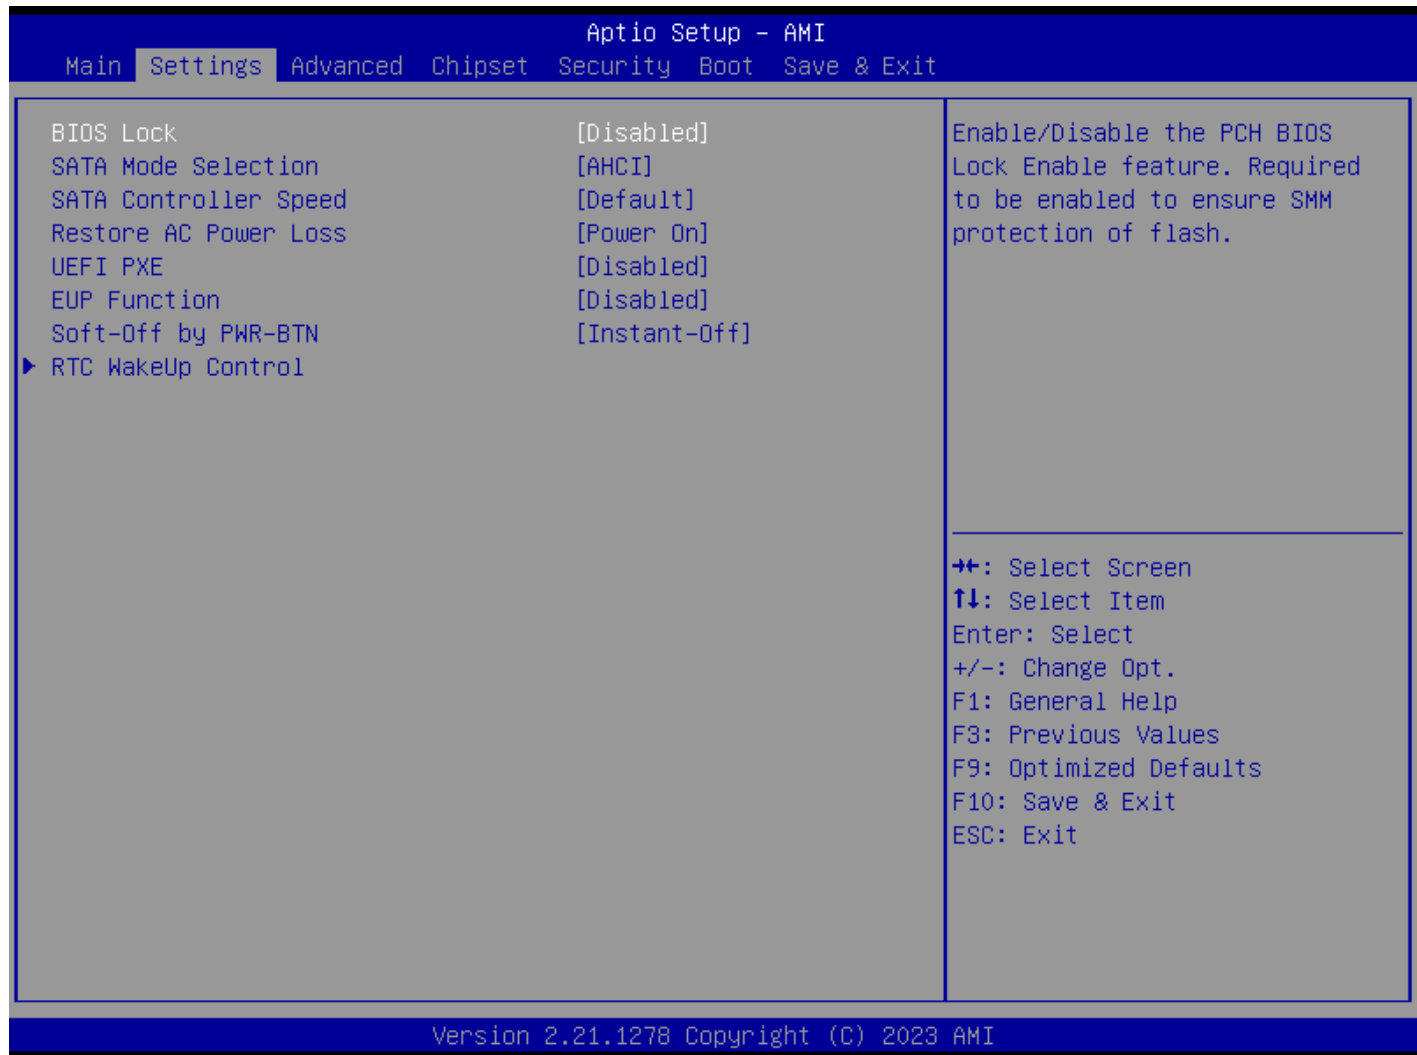 Aptio Setup – AMI
Main Settings Advanced Chipset Security Boot Save & Exit
BIOS Lock [Disabled]
SATA Mode Selection [AHCI]
SATA Controller Speed [Default]
Restore AC Power Loss [Power On]
UEFI PXE [Disabled]
EUP Function [Disabled]
Soft-Off by PWR-BTN [Instant-Off]
RTC WakeUp Control
Enable/Disable the PCH BIOS
Lock Enable feature. Required
to be enabled to ensure SMM
protection of flash.
→←: Select Screen
↑↓: Select Item
Enter: Select
+/-: Change Opt.
F1: General Help
F3: Previous Values
F9: Optimized Defaults
F10: Save & Exit
ESC: Exit
Version 2.21.1278 Copyright (C) 2023 AMI